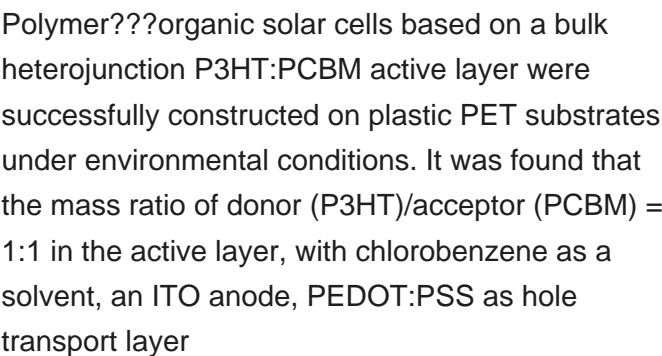 Polymer???organic solar cells based on a bulk
heterojunction P3HT:PCBM active layer were
successfully constructed on plastic PET substrates
under environmental conditions. It was found that
the mass ratio of donor (P3HT)/acceptor (PCBM) =
1:1 in the active layer, with chlorobenzene as a
solvent, an ITO anode, PEDOT:PSS as hole
transport layer